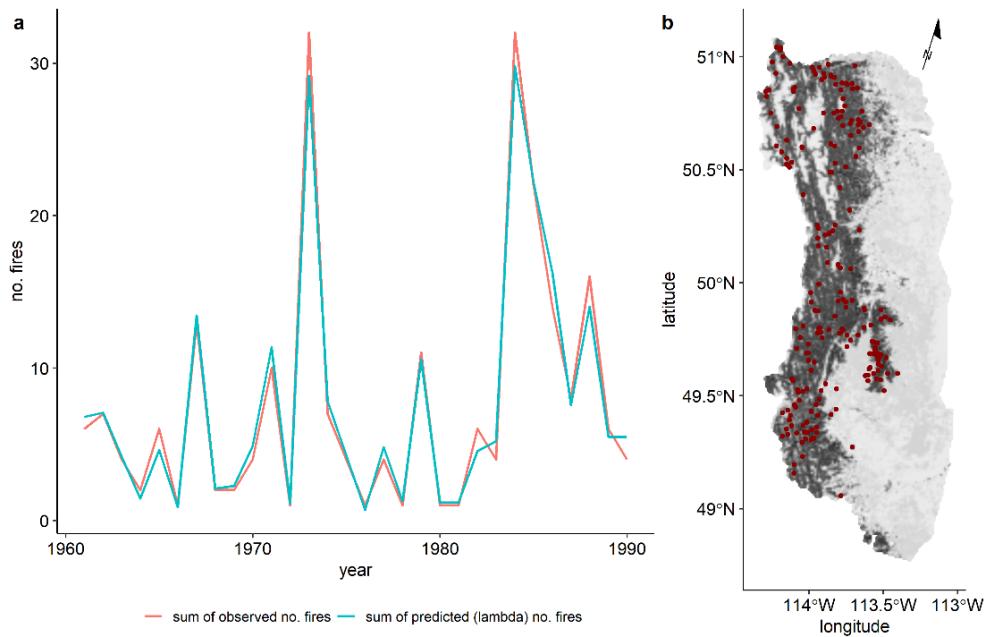 a
30
20
10
0
no. fires
1960
1970
1980
1990
year
sum of observed no. fires
sum of predicted (lambda) no. fires
b
N
51°N
50.5°N
50°N
49.5°N
49°N
latitude
114°W
113.5°W
113°W
longitude